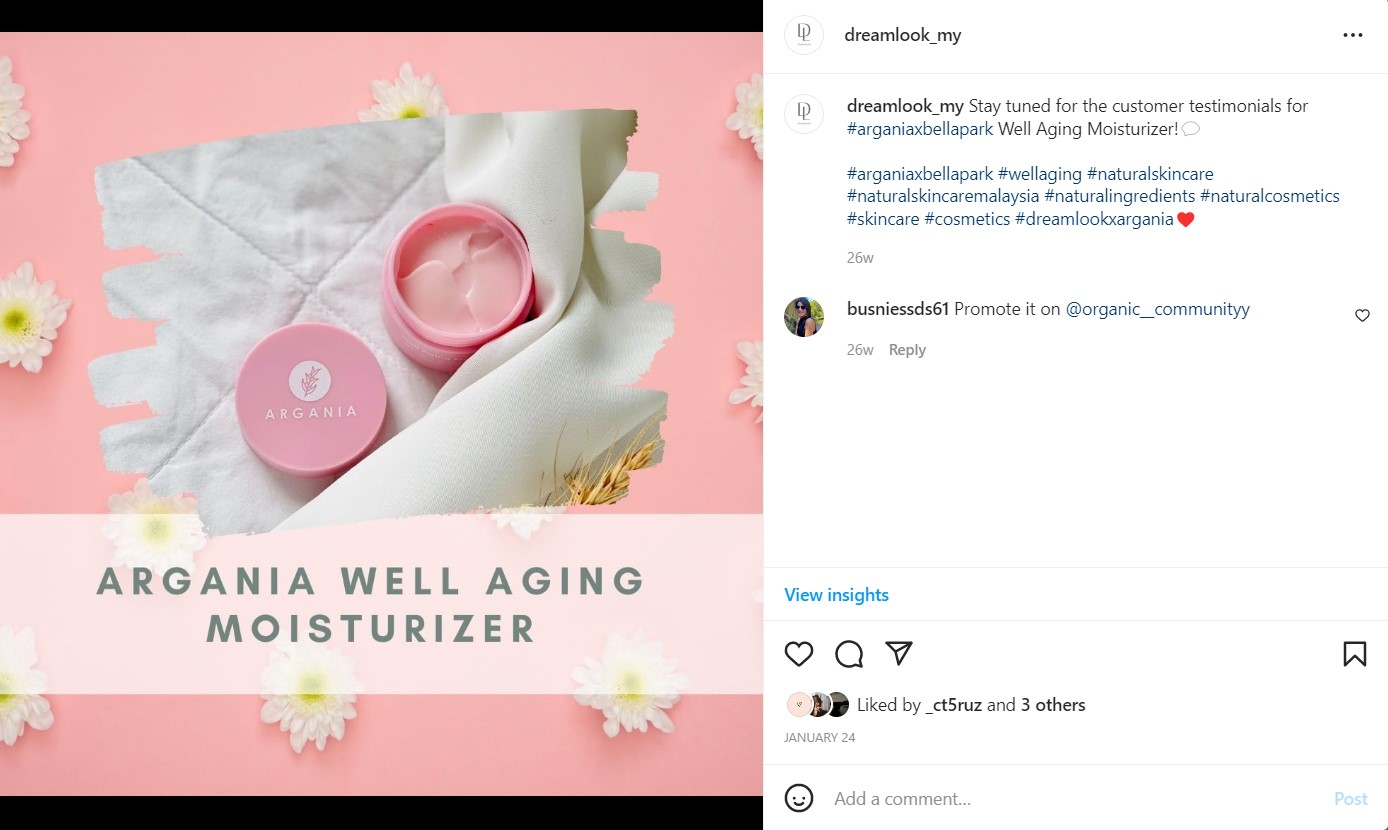 ARGANIA
ARGANIA WELL AGING
MOISTURIZER
dreamlook_my
dreamlook_my Stay tuned for the customer testimonials for
#arganiaxbellapark Well Aging Moisturizer!💬
#arganiaxbellapark #wellaging #naturalskincare
#naturalskincaremalaysia #naturalingredients #naturalcosmetics
#skincare #cosmetics #dreamlookxargania❤️
26w
busniessds61 Promote it on @organic__communityy
26w Reply
View insights
Liked by _ct5ruz and 3 others
JANUARY 24
Add a comment...
Post